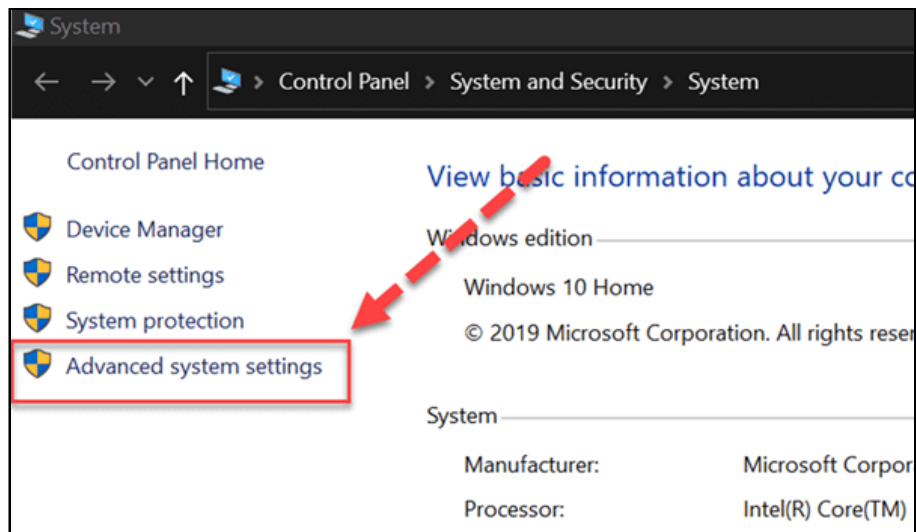 System
Control Panel > System and Security > System
Control Panel Home
View basic information about your co
Device Manager
Windows edition
Remote settings
Windows 10 Home
System protection
© 2019 Microsoft Corporation. All rights reser
Advanced system settings
System
Manufacturer: Microsoft Corpor
Processor: Intel(R) Core(TM)